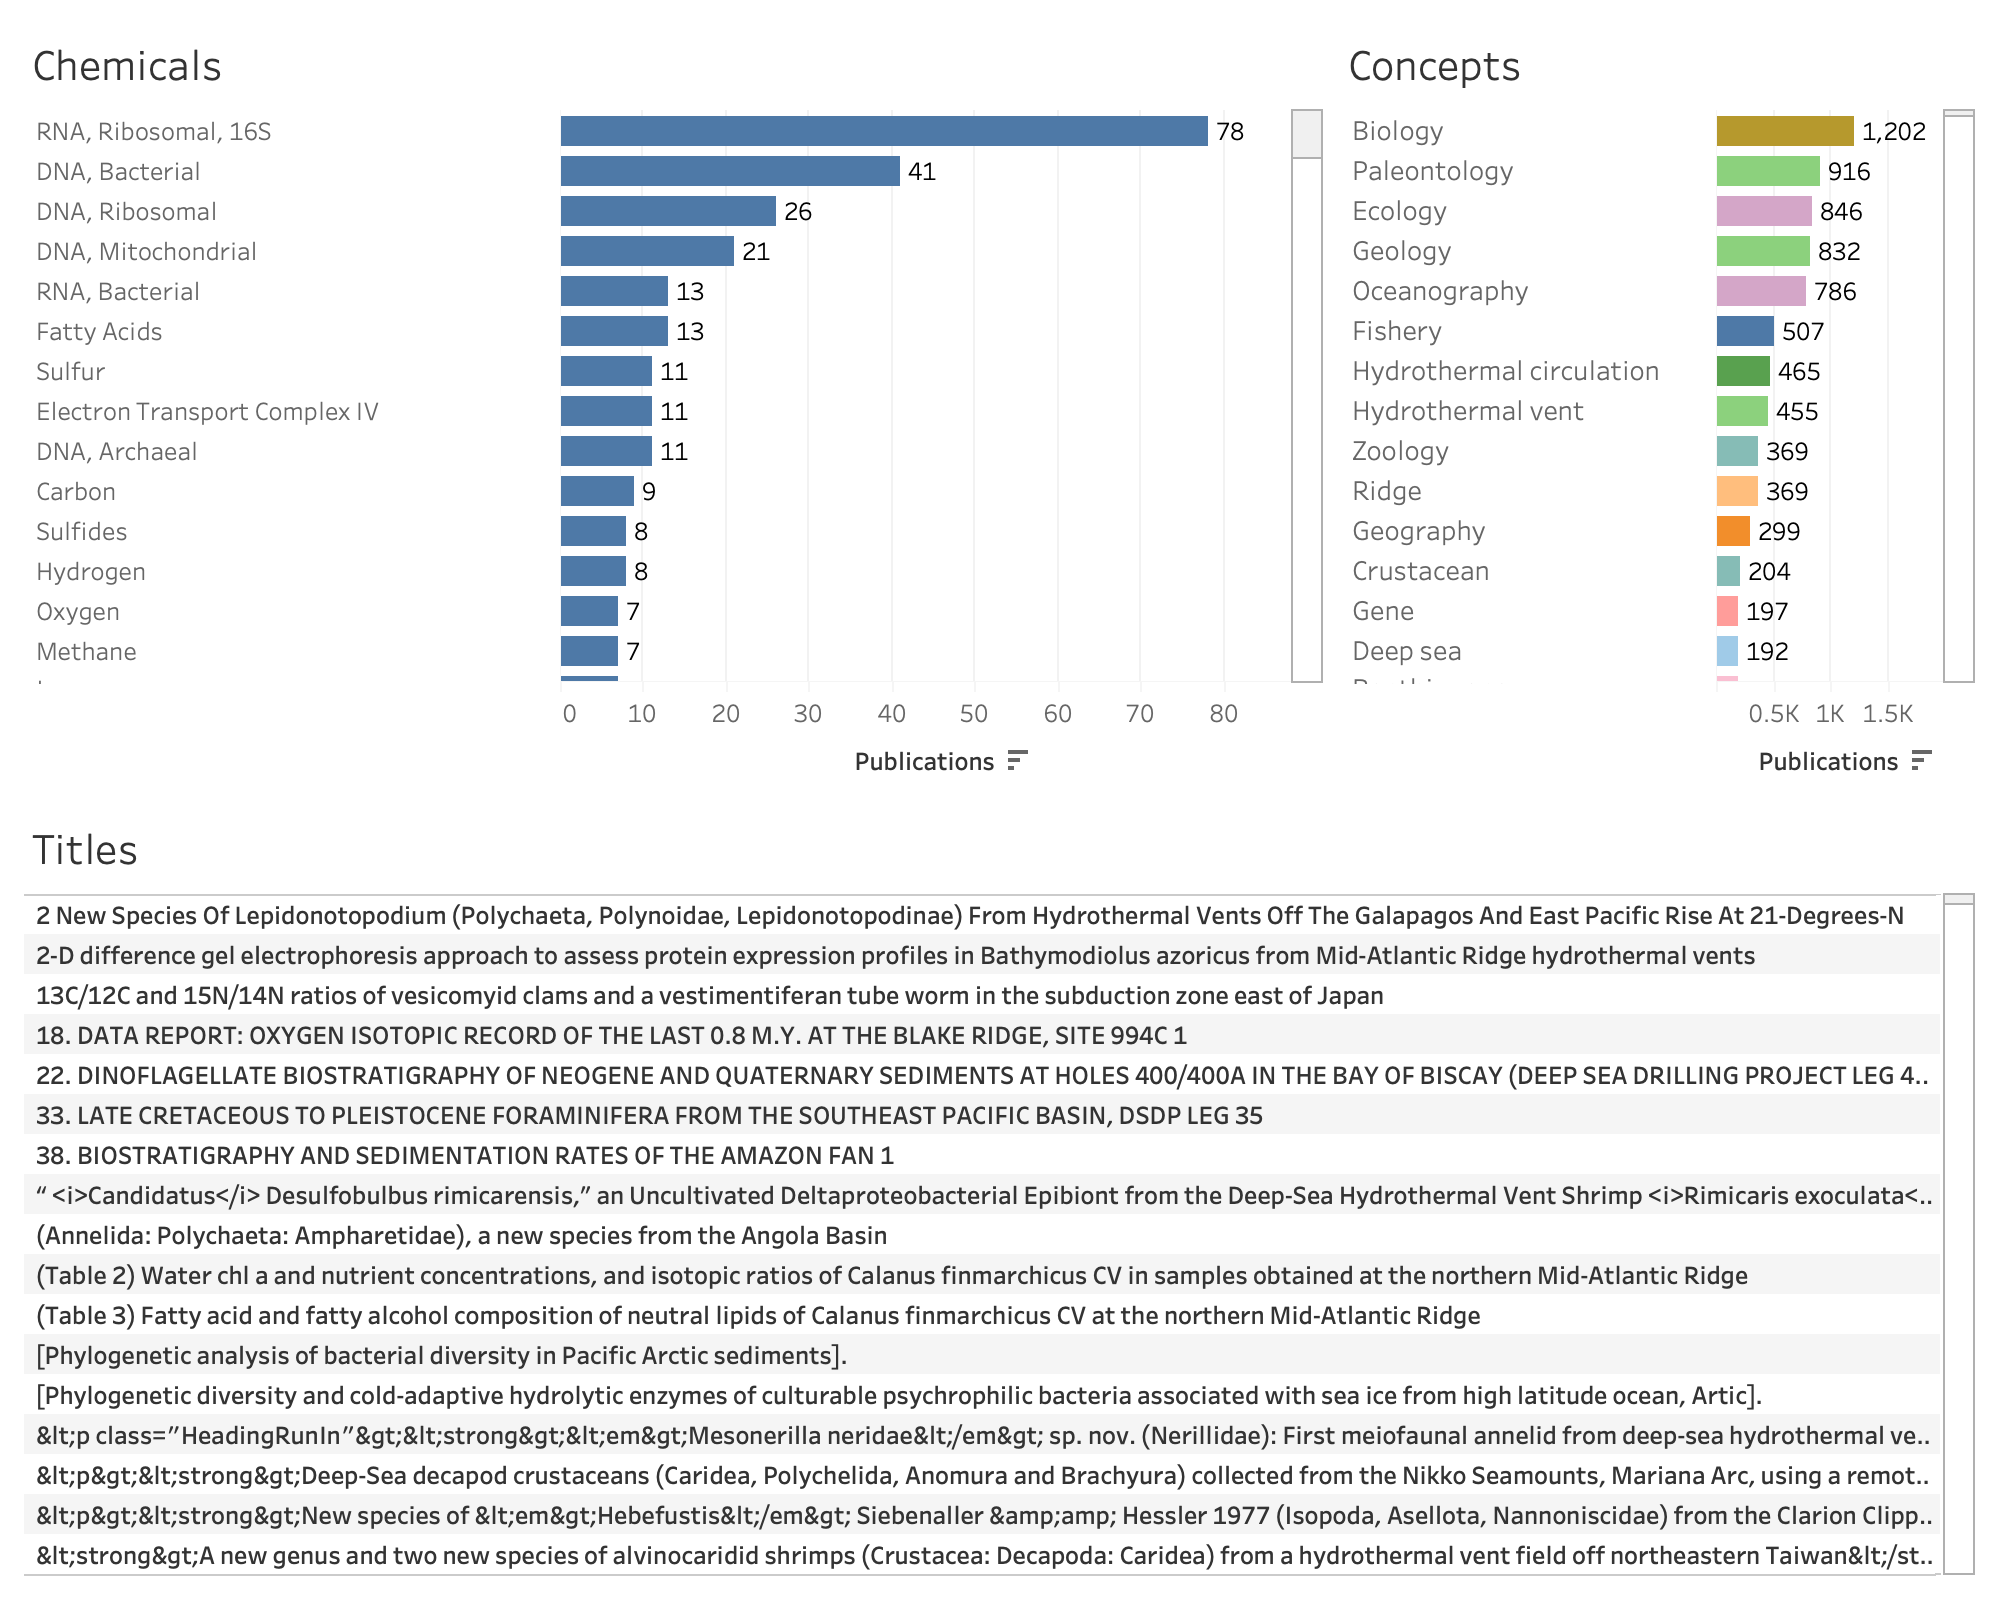 Chemicals
RNA, Ribosomal, 16S 78
DNA, Bacterial 41
DNA, Ribosomal 26
DNA, Mitochondrial 21
RNA, Bacterial 13
Fatty Acids 13
Sulfur 11
Electron Transport Complex IV 11
DNA, Archaeal 11
Carbon 9
Sulfides 8
Hydrogen 8
Oxygen 7
Methane 7
0 10 20 30 40 50 60 70 80
Publications
Concepts
Biology 1,202
Paleontology 916
Ecology 846
Geology 832
Oceanography 786
Fishery 507
Hydrothermal circulation 465
Hydrothermal vent 455
Zoology 369
Ridge 369
Geography 299
Crustacean 204
Gene 197
Deep sea 192
0.5K 1K 1.5K
Publications
Titles
2 New Species Of Lepidonotopodium (Polychaeta, Polynoidae, Lepidonotopodinae) From Hydrothermal Vents Off The Galapagos And East Pacific Rise At 21-Degrees-N
2-D difference gel electrophoresis approach to assess protein expression profiles in Bathymodiolus azoricus from Mid-Atlantic Ridge hydrothermal vents
13C/12C and 15N/14N ratios of vesicomyid clams and a vestimentiferan tube worm in the subduction zone east of Japan
18. DATA REPORT: OXYGEN ISOTOPIC RECORD OF THE LAST 0.8 M.Y. AT THE BLAKE RIDGE, SITE 994C 1
22. DINOFLAGELLATE BIOSTRATIGRAPHY OF NEOGENE AND QUATERNARY SEDIMENTS AT HOLES 400/400A IN THE BAY OF BISCAY (DEEP SEA DRILLING PROJECT LEG 4..
33. LATE CRETACEOUS TO PLEISTOCENE FORAMINIFERA FROM THE SOUTHEAST PACIFIC BASIN, DSDP LEG 35
38. BIOSTRATIGRAPHY AND SEDIMENTATION RATES OF THE AMAZON FAN 1
“ <i>Candidatus</i> Desulfobulbus rimicarensis,” an Uncultivated Deltaproteobacterial Epibiont from the Deep-Sea Hydrothermal Vent Shrimp <i>Rimicaris exoculata<..
(Annelida: Polychaeta: Ampharetidae), a new species from the Angola Basin
(Table 2) Water chl a and nutrient concentrations, and isotopic ratios of Calanus finmarchicus CV in samples obtained at the northern Mid-Atlantic Ridge
(Table 3) Fatty acid and fatty alcohol composition of neutral lipids of Calanus finmarchicus CV at the northern Mid-Atlantic Ridge
[Phylogenetic analysis of bacterial diversity in Pacific Arctic sediments].
[Phylogenetic diversity and cold-adaptive hydrolytic enzymes of culturable psychrophilic bacteria associated with sea ice from high latitude ocean, Artic].
&lt;p class=”HeadingRunIn”&gt;&lt;strong&gt;&lt;em&gt;Mesonerilla neridae&lt;/em&gt; sp. nov. (Nerillidae): First meiofaunal annelid from deep-sea hydrothermal ve..
&lt;p&gt;&lt;strong&gt;Deep-Sea decapod crustaceans (Caridea, Polychelida, Anomura and Brachyura) collected from the Nikko Seamounts, Mariana Arc, using a remot..
&lt;p&gt;&lt;strong&gt;New species of &lt;em&gt;Hebefustis&lt;/em&gt; Siebenaller &amp;amp; Hessler 1977 (Isopoda, Asellota, Nannoniscidae) from the Clarion Clipp..
&lt;strong&gt;A new genus and two new species of alvinocaridid shrimps (Crustacea: Decapoda: Caridea) from a hydrothermal vent field off northeastern Taiwan&lt;/st..